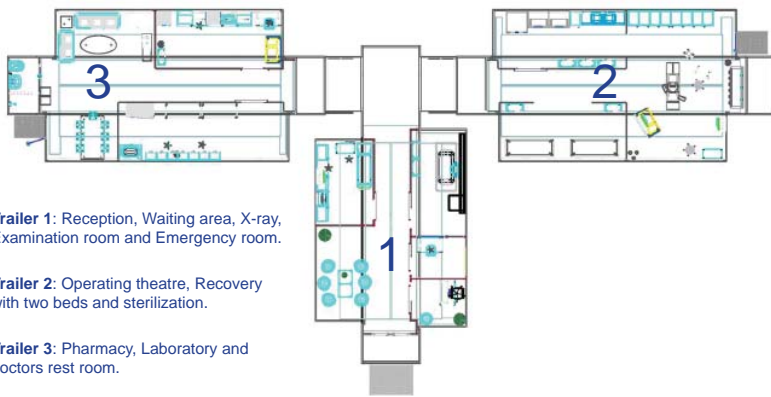 3
2
1
railer 1: Reception, Waiting area, X-ray,
xamination room and Emergency room.
railer 2: Operating theatre, Recovery
ith two beds and sterilization.
railer 3: Pharmacy, Laboratory and
octors rest room.